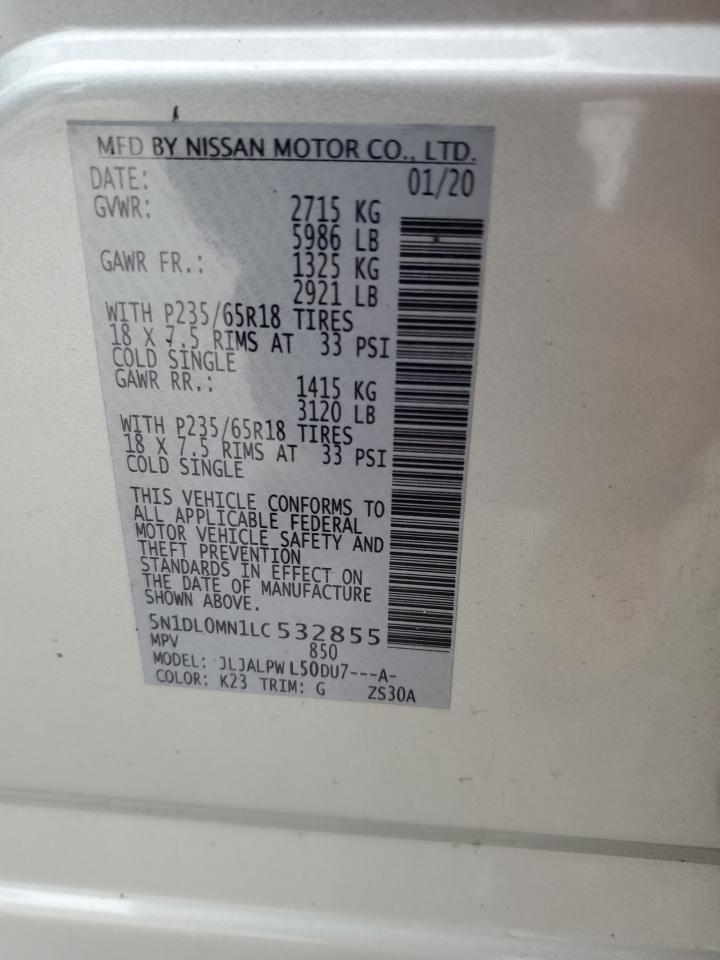 MFD BY NISSAN MOTOR CO., LTD.
DATE: 01/20
GVWR: 2715 KG
5986 LB
GAWR FR.: 1325 KG
2921 LB
WITH P235/65R18 TIRES
18 X 7.5 RIMS AT 33 PSI
COLD SINGLE
GAWR RR.: 1415 KG
3120 LB
WITH P235/65R18 TIRES
18 X 7.5 RIMS AT 33 PSI
COLD SINGLE
THIS VEHICLE CONFORMS TO
ALL APPLICABLE FEDERAL
MOTOR VEHICLE SAFETY AND
THEFT PREVENTION
STANDARDS IN EFFECT ON
THE DATE OF MANUFACTURE
SHOWN ABOVE.
5N1DL0MN1LC532855
MPV 850
MODEL: JLJALPWL50DU7---A-
COLOR: K23 TRIM: G ZS30A